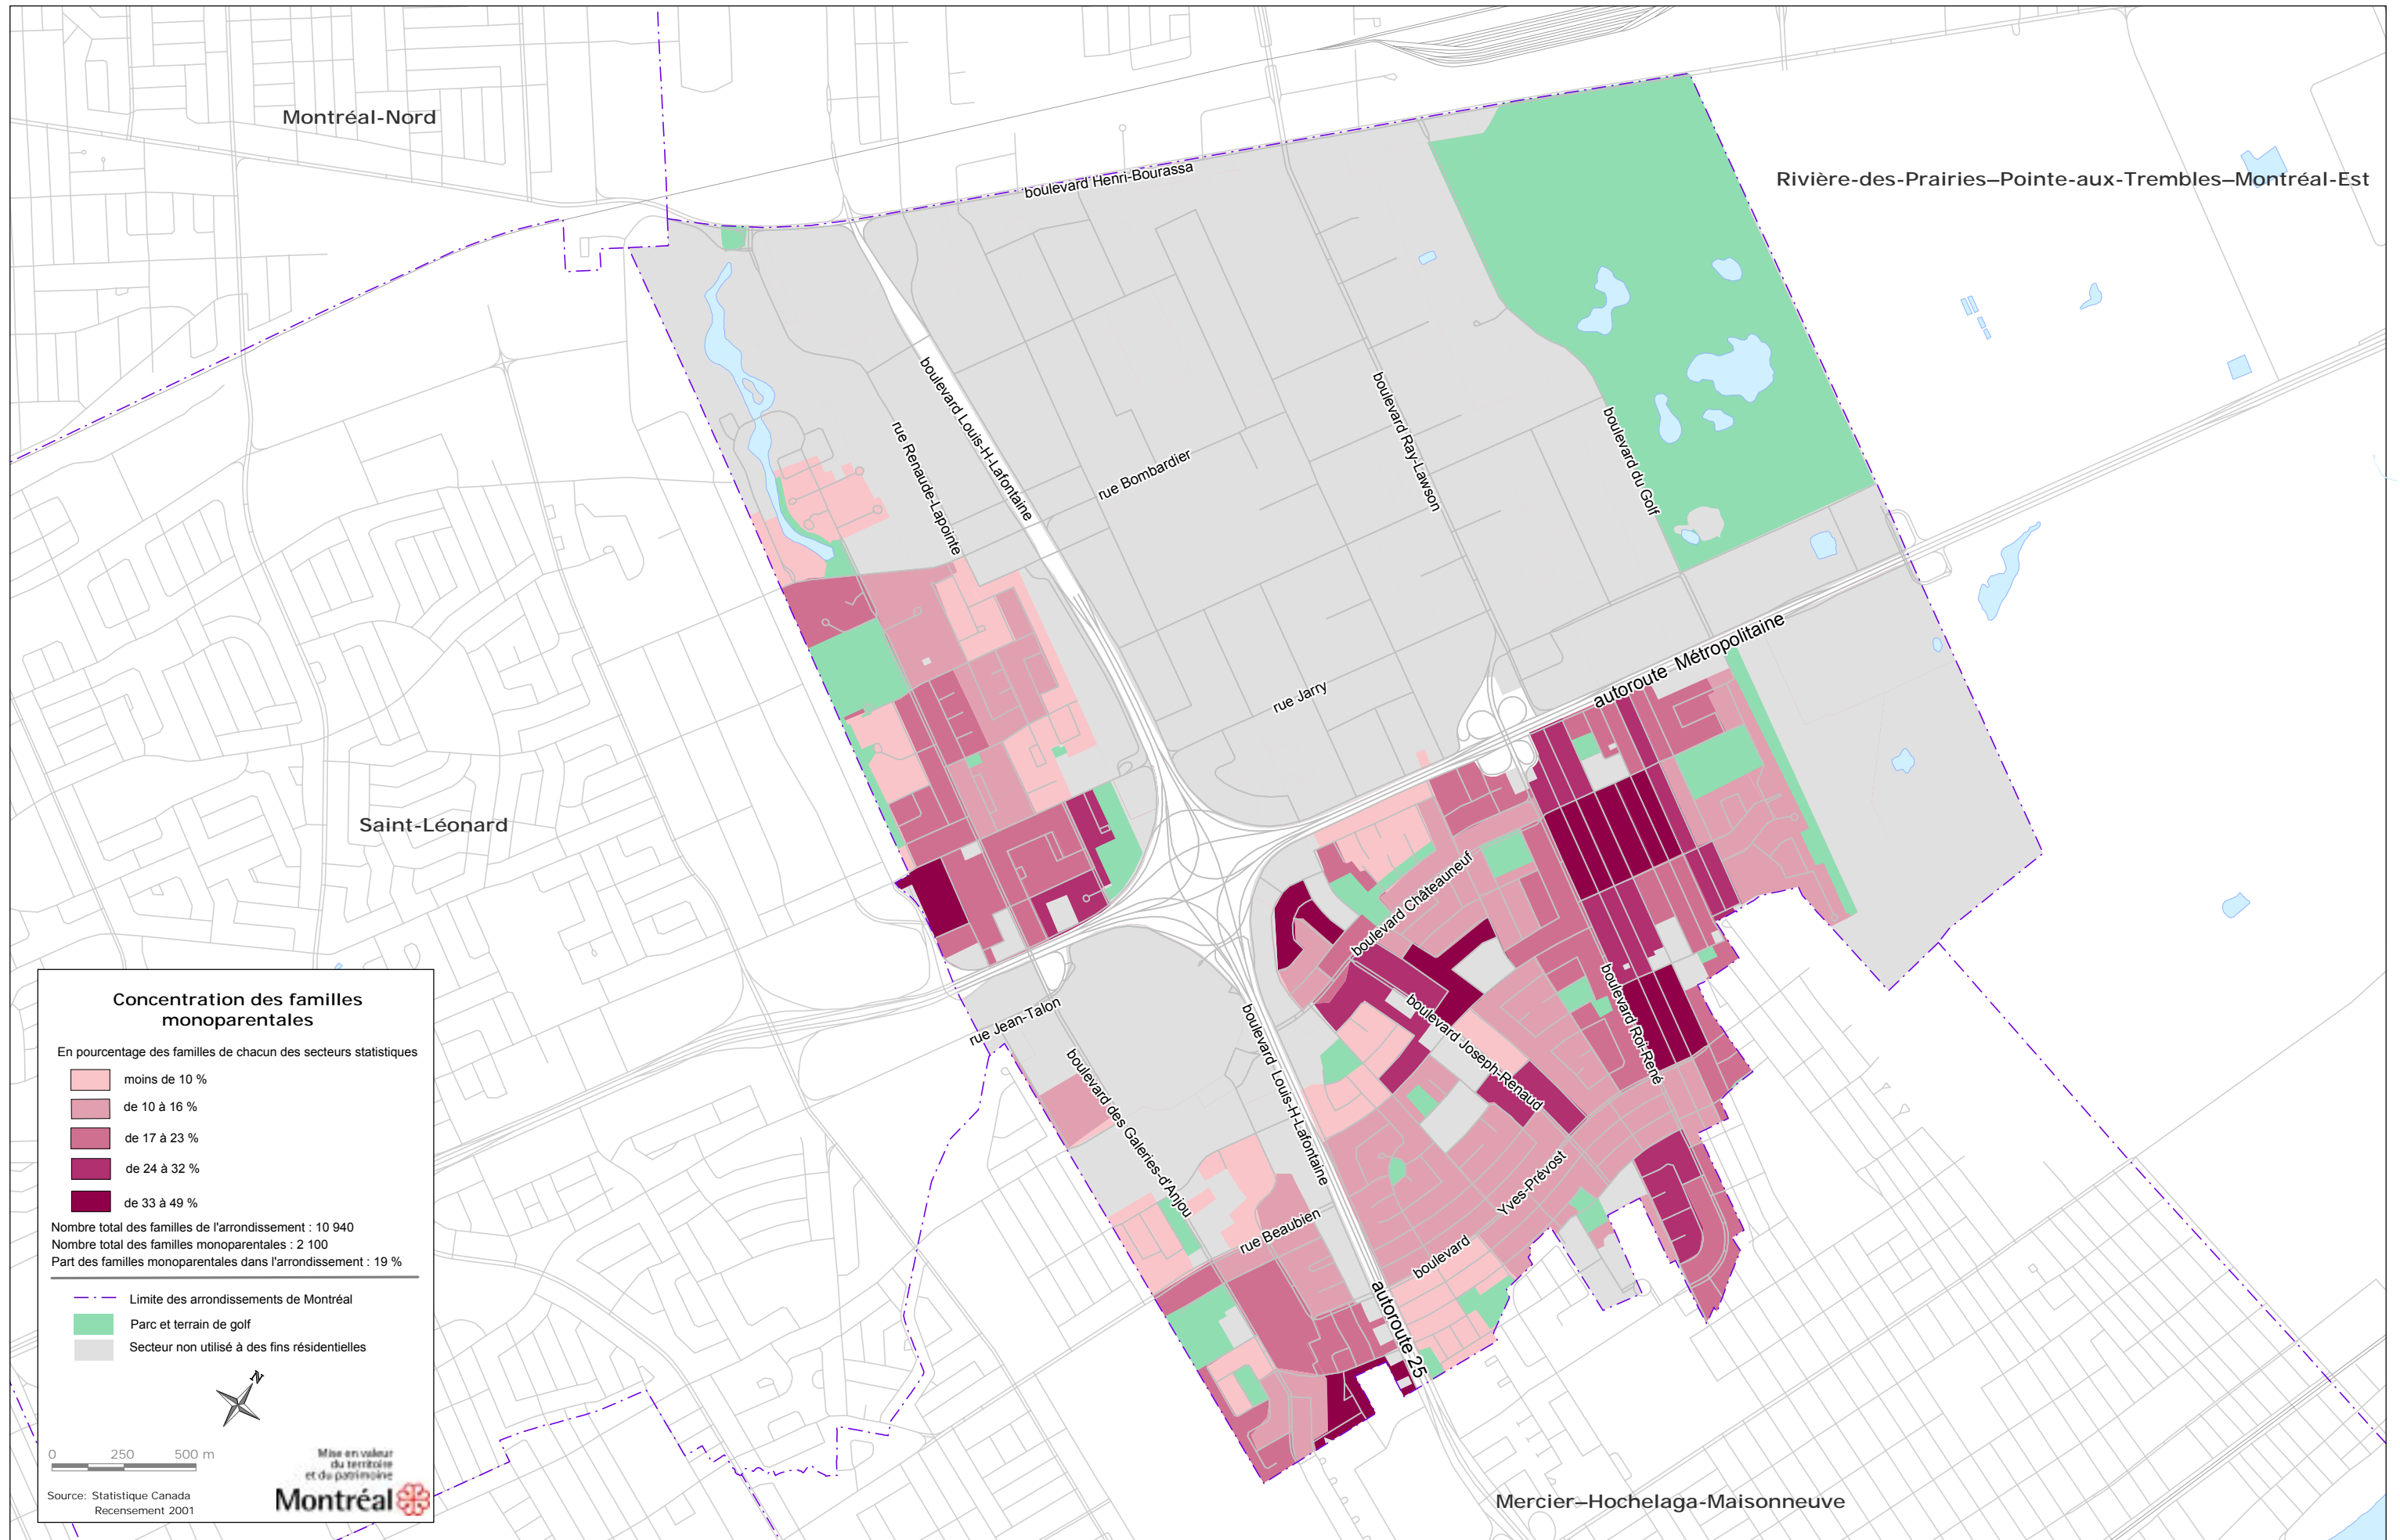 Montréal-Nord
Rivière-des-Prairies–Pointe-aux-Trembles–Montréal-Est
boulevard Henri-Bourassa
boulevard Louis-H-Lafontaine
rue Renaude-Lapointe
rue Bombardier
boulevard Ray-Lawson
boulevard du Golf
rue Jarry
autoroute Métropolitaine
Saint-Léonard
boulevard Châteauneuf
boulevard Roi-René
boulevard Joseph-Renaud
rue Jean-Talon
boulevard des Galeries-d'Anjou
boulevard Louis-H-Lafontaine
rue Beaubien
boulevard Yves-Prévost
autoroute 25
Mercier–Hochelaga-Maisonneuve
Concentration des familles
monoparentales
En pourcentage des familles de chacun des secteurs statistiques
moins de 10 %
de 10 à 16 %
de 17 à 23 %
de 24 à 32 %
de 33 à 49 %
Nombre total des familles de l'arrondissement : 10 940
Nombre total des familles monoparentales : 2 100
Part des familles monoparentales dans l'arrondissement : 19 %
Limite des arrondissements de Montréal
Parc et terrain de golf
Secteur non utilisé à des fins résidentielles
N
0 250 500 m
Mise en valeur
du territoire
et du patrimoine
Montréal
Source: Statistique Canada
Recensement 2001